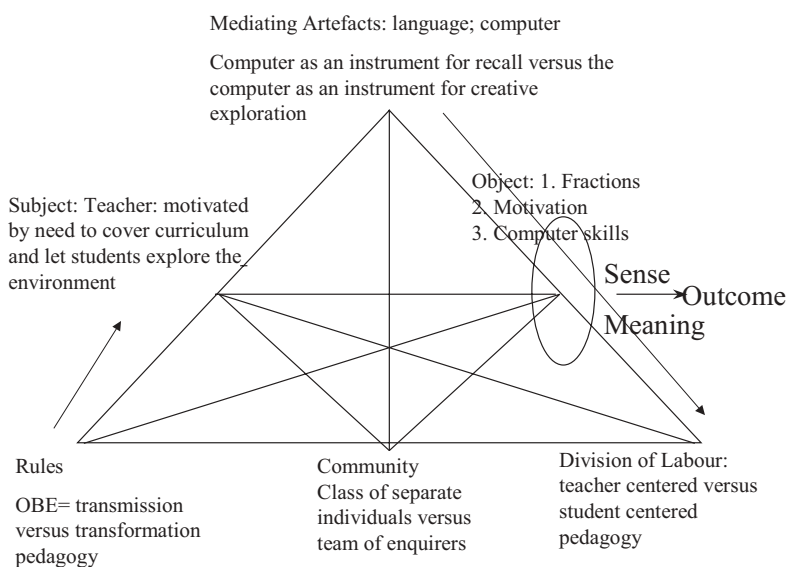 Mediating Artefacts: language; computer
Computer as an instrument for recall versus the
computer as an instrument for creative
exploration
Subject: Teacher: motivated
by need to cover curriculum
and let students explore the
environment
Object: 1. Fractions
2. Motivation
3. Computer skills
Sense
Outcome
Meaning
Rules
OBE= transmission
versus transformation
pedagogy
Community
Class of separate
individuals versus
team of enquirers
Division of Labour:
teacher centered versus
student centered
pedagogy